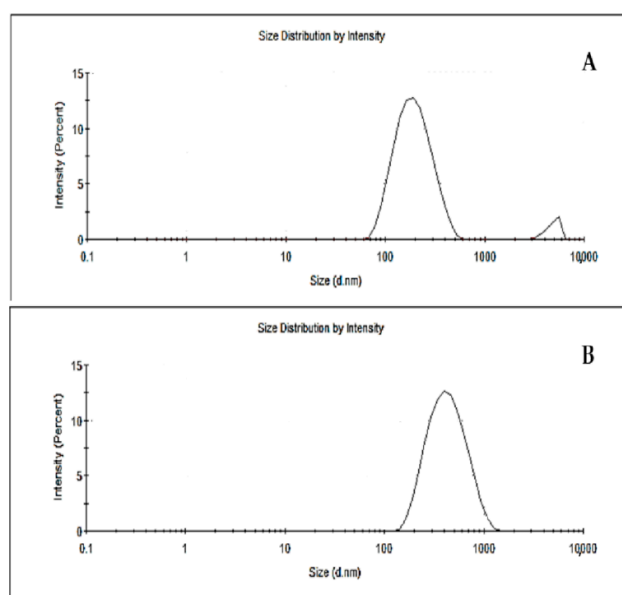 Size Distribution by Intensity
A
15
10
5
0
Intensity (Percent)
0.1 1 10 100 1000 10,000
Size (d.nm)
Size Distribution by Intensity
B
15
10
5
0
Intensity (Percent)
0.1 1 10 100 1000 10,000
Size (d.nm)